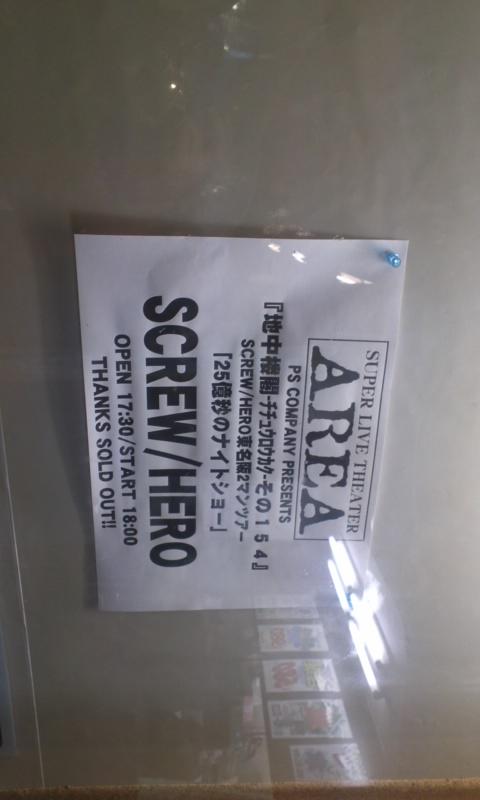 SUPER LIVE THEATER
AREA
PS COMPANY PRESENTS
『地中楼閣-チチュウロウカク-その154』
SCREW/HERO東名阪2マンツアー
「25億秒のナイトショー」
SCREW/HERO
OPEN 17:30/START 18:00
THANKS SOLD OUT!!